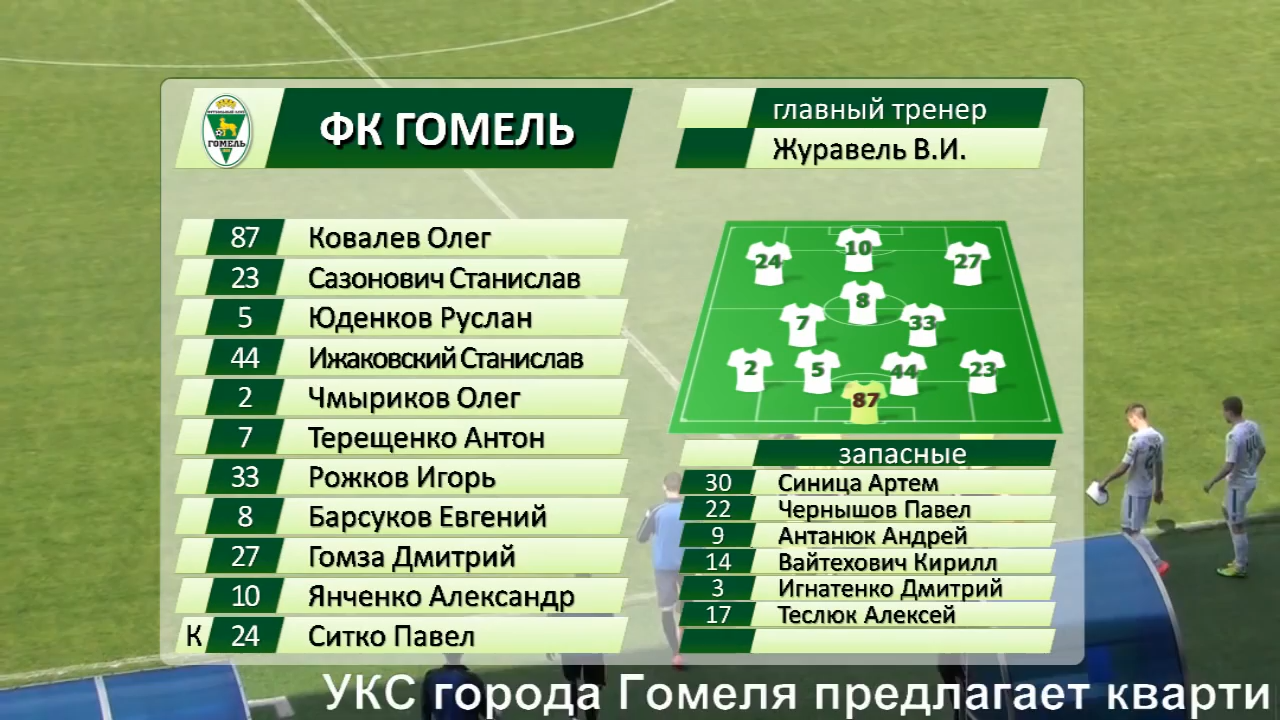 ФК ГОМЕЛЬ
ГОМЕЛЬ
главный тренер
Журавель В.И.
87 Ковалев Олег
23 Сазонович Станислав
5 Юденков Руслан
44 Ижаковский Станислав
2 Чмыриков Олег
7 Терещенко Антон
33 Рожков Игорь
8 Барсуков Евгений
27 Гомза Дмитрий
10 Янченко Александр
К 24 Ситко Павел
24 10 27
8
7 33
2 5 44 23
87
запасные
30 Синица Артем
22 Чернышов Павел
9 Антанюк Андрей
14 Вайтехович Кирилл
3 Игнатенко Дмитрий
17 Теслюк Алексей
УКС города Гомеля предлагает кварти